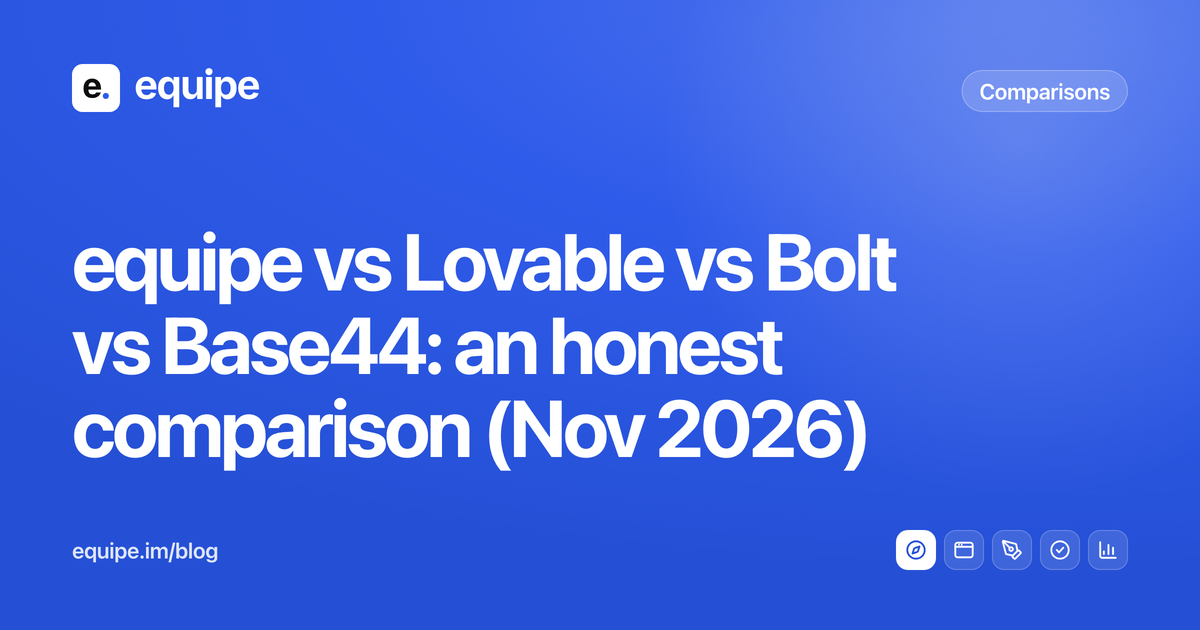 e. equipe
Comparisons
equipe vs Lovable vs Bolt
vs Base44: an honest
comparison (Nov 2026)
equipe.im/blog